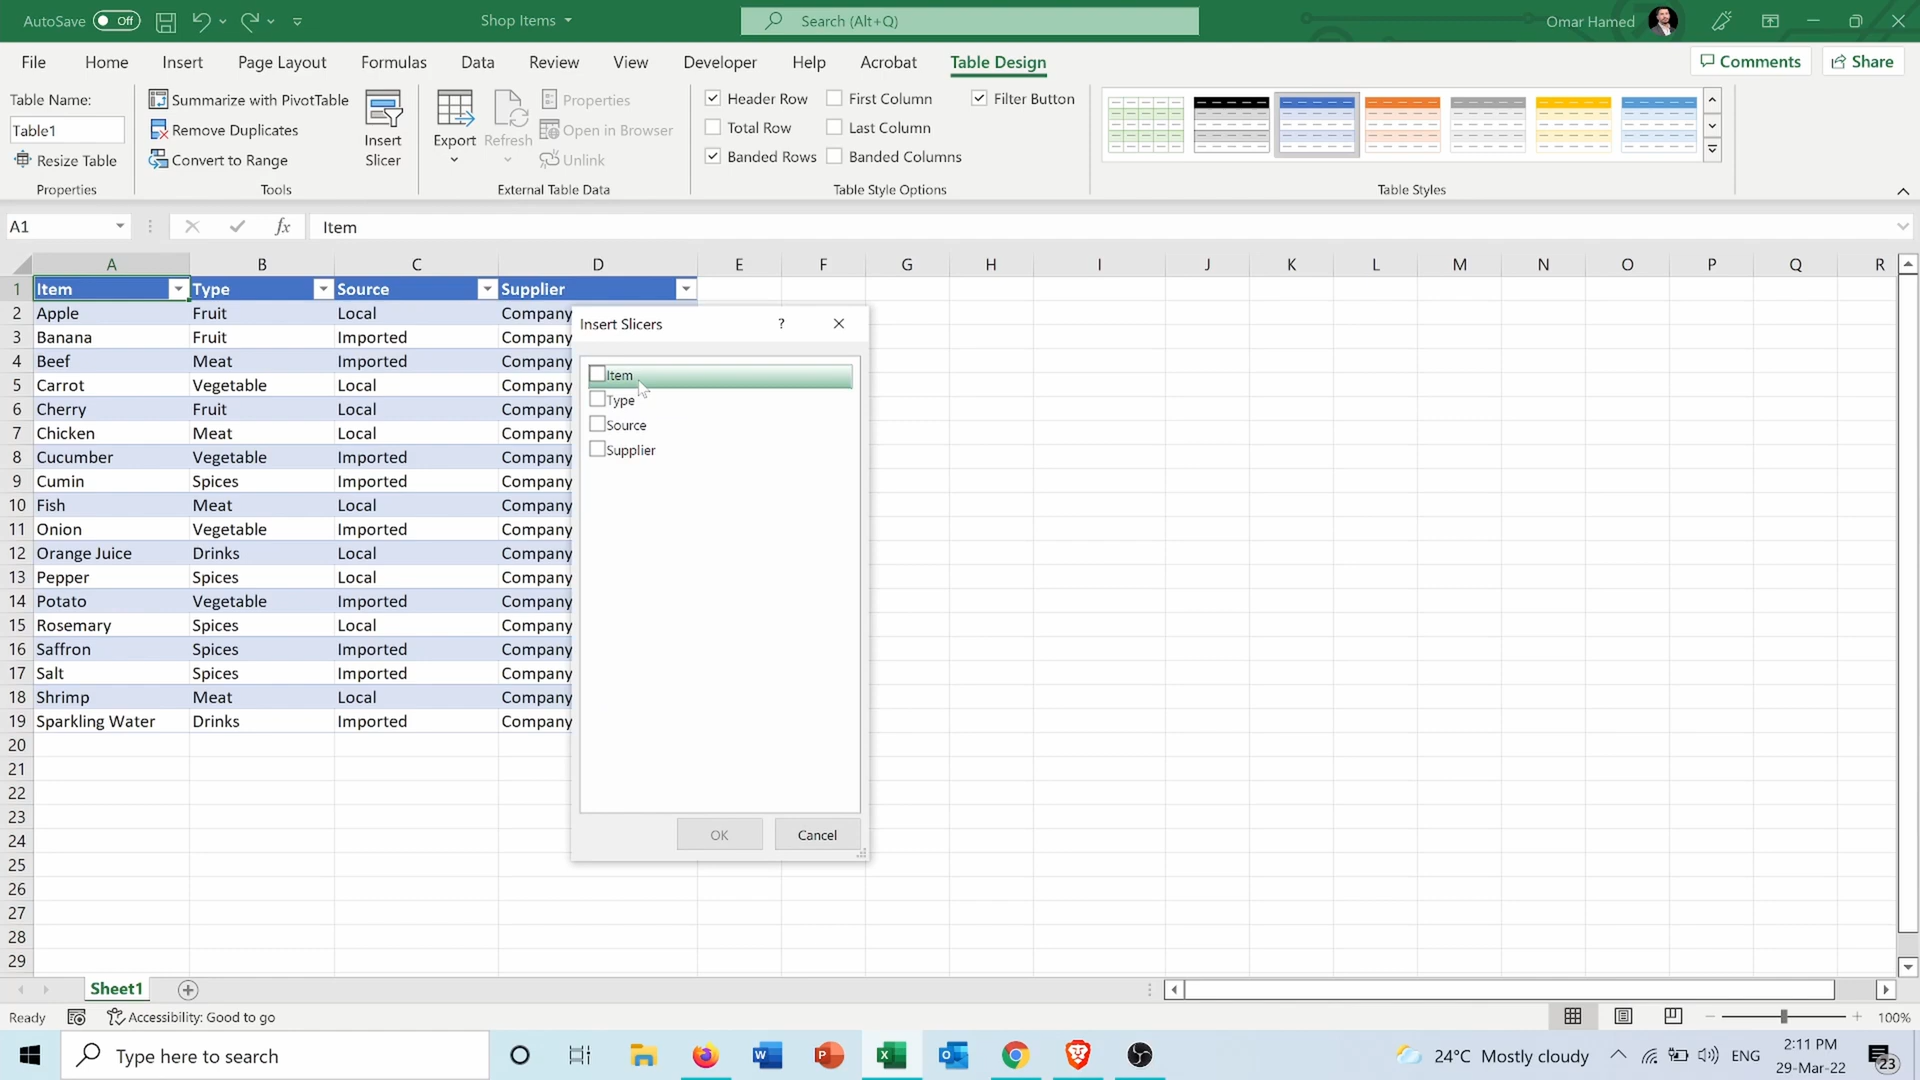 AutoSave Off Shop Items Search (Alt+Q) Omar Hamed
File Home Insert Page Layout Formulas Data Review View Developer Help Acrobat Table Design Comments Share
Table Name:
Table1
Resize Table
Properties
Summarize with PivotTable
Remove Duplicates
Convert to Range
Insert
Slicer
Tools
Export
Refresh
Properties
Open in Browser
Unlink
External Table Data
Header Row First Column Filter Button
Total Row Last Column
Banded Rows Banded Columns
Table Style Options
Table Styles
A1 fx Item
A B C D E F G H I J K L M N O P Q R
1 Item Type Source Supplier
2 Apple Fruit Local Company
3 Banana Fruit Imported Company
4 Beef Meat Imported Company
5 Carrot Vegetable Local Company
6 Cherry Fruit Local Company
7 Chicken Meat Local Company
8 Cucumber Vegetable Imported Company
9 Cumin Spices Imported Company
10 Fish Meat Imported Company
11 Onion Vegetable Imported Company
12 Orange Juice Drinks Local Company
13 Pepper Spices Local Company
14 Potato Vegetable Imported Company
15 Rosemary Spices Local Company
16 Saffron Spices Imported Company
17 Salt Spices Imported Company
18 Shrimp Meat Local Company
19 Sparkling Water Drinks Imported Company
20
21
22
23
24
25
26
27
28
29
Insert Slicers ?
Item
Type
Source
Supplier
OK Cancel
Sheet1
Ready Accessibility: Good to go 100%
Type here to search 24°C Mostly cloudy ENG
2:11 PM
29-Mar-22
23